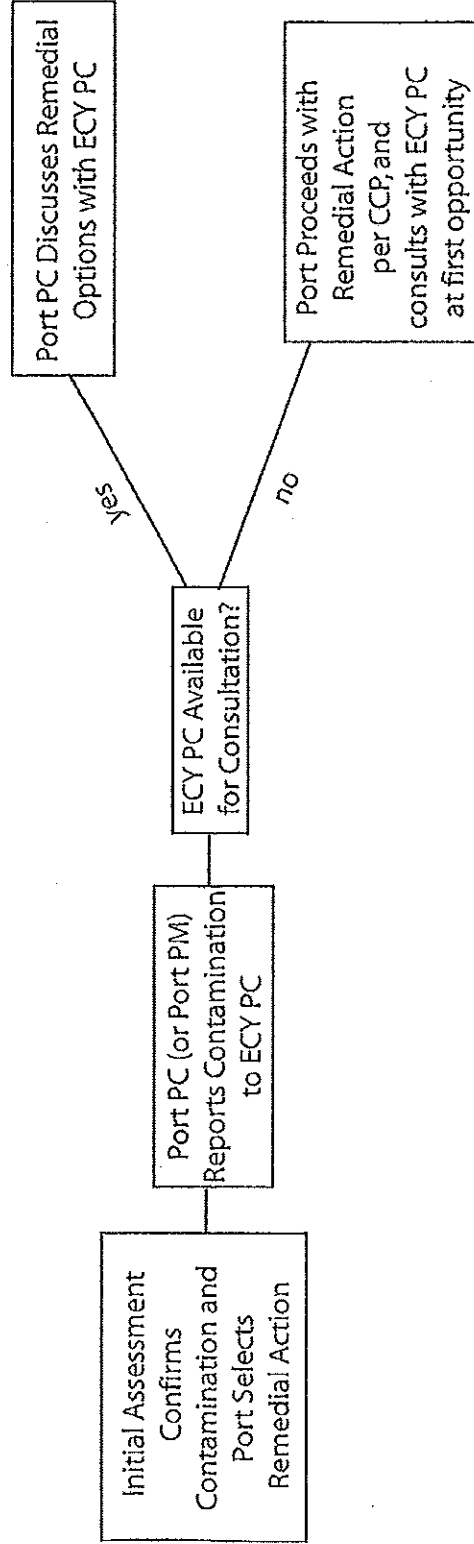 Initial Assessment
Confirms
Contamination and
Port Selects
Remedial Action
Port PC (or Port PM)
Reports Contamination
to ECY PC
ECY PC Available
for Consultation?
yes
Port PC Discusses Remedial
Options with ECY PC
no
Port Proceeds with
Remedial Action
per CCP, and
consults with ECY PC
at first opportunity